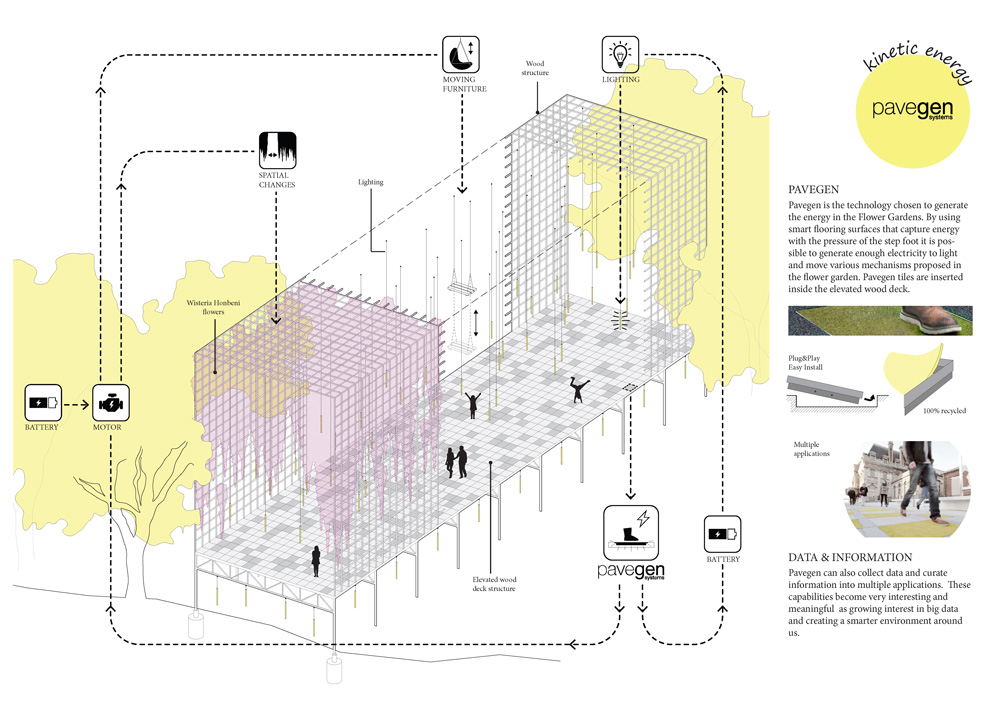 MOVING
FURNITURE
LIGHTING
Wood
structure
SPATIAL
CHANGES
Lighting
Wisteria Honbeni
flowers
BATTERY
MOTOR
Elevated wood
deck structure
pavegen
systems
BATTERY
kinetic energy
pavegen
systems
PAVEGEN
Pavegen is the technology chosen to generate
the energy in the Flower Gardens. By using
smart flooring surfaces that capture energy
with the pressure of the step foot it is pos-
sible to generate enough electricity to light
and move various mechanisms proposed in
the flower garden. Pavegen tiles are inserted
inside the elevated wood deck.
Plug&Play
Easy Install
100% recycled
Multiple
applications
DATA & INFORMATION
Pavegen can also collect data and curate
information into multiple applications. These
capabilities become very interesting and
meaningful as growing interest in big data
and creating a smarter environment around
us.